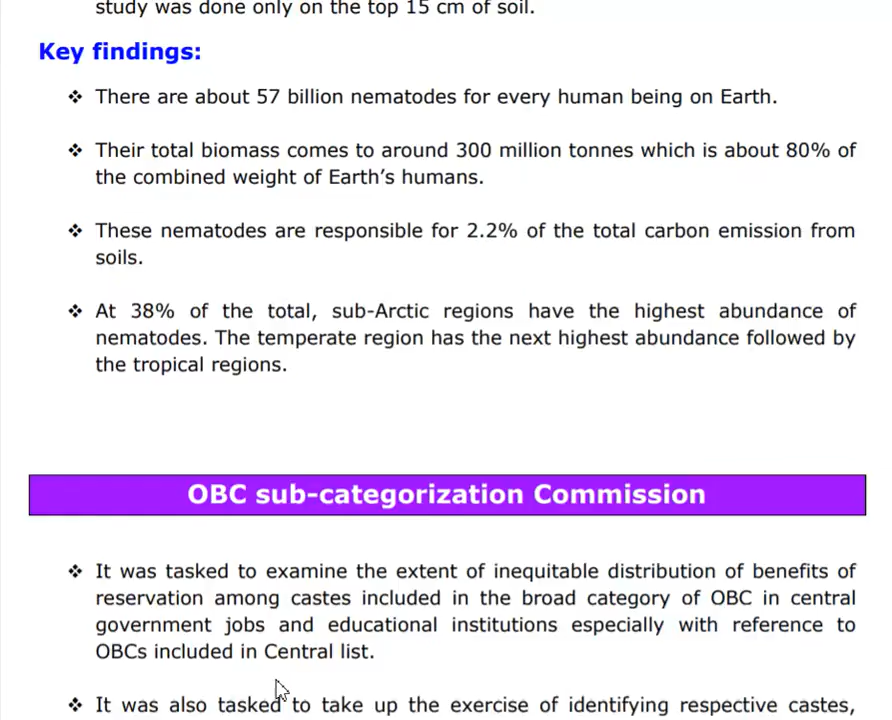 study was done only on the top 15 cm of soil.
Key findings:
❖ There are about 57 billion nematodes for every human being on Earth.
❖ Their total biomass comes to around 300 million tonnes which is about 80% of
the combined weight of Earth’s humans.
❖ These nematodes are responsible for 2.2% of the total carbon emission from
soils.
❖ At 38% of the total, sub-Arctic regions have the highest abundance of
nematodes. The temperate region has the next highest abundance followed by
the tropical regions.
OBC sub-categorization Commission
❖ It was tasked to examine the extent of inequitable distribution of benefits of
reservation among castes included in the broad category of OBC in central
government jobs and educational institutions especially with reference to
OBCs included in Central list.
❖ It was also tasked to take up the exercise of identifying respective castes,